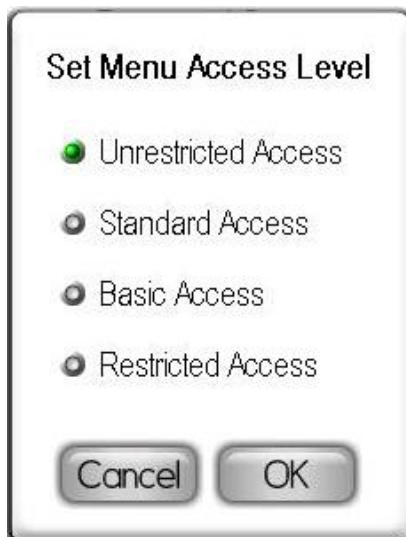 Set Menu Access Level
Unrestricted Access
Standard Access
Basic Access
Restricted Access
Cancel OK